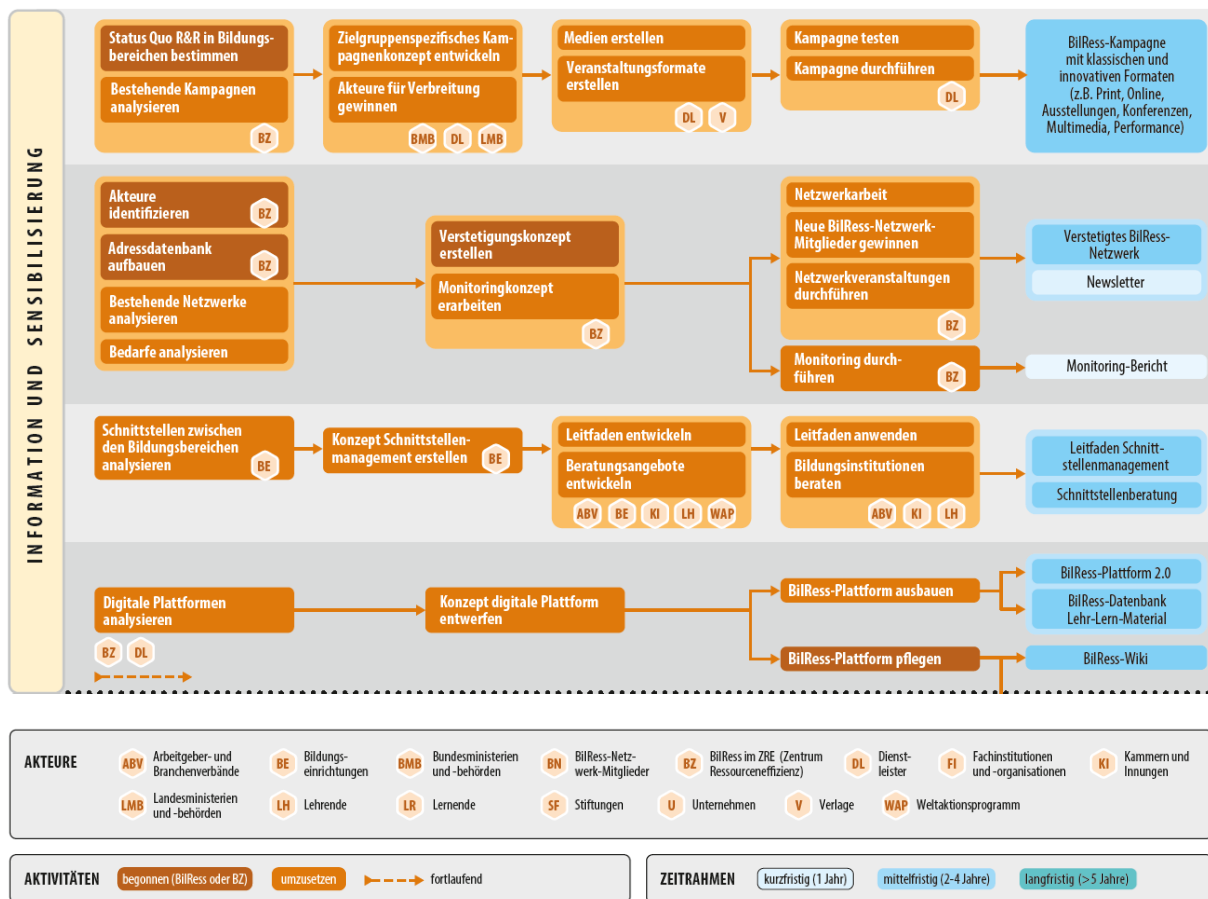 INFORMATION UND SENSIBILISIERUNG
Status Quo R&R in Bildungs-
bereichen bestimmen
Bestehende Kampagnen
analysieren
BZ
Zielgruppenspezifisches Kam-
pagnenkonzept entwickeln
Akteure für Verbreitung
gewinnen
BMB DL LMB
Medien erstellen
Veranstaltungsformate
erstellen
DL V
Kampagne testen
Kampagne durchführen
DL
BilRess-Kampagne
mit klassischen und
innovativen Formaten
(z.B. Print, Online,
Ausstellungen, Konferenzen,
Multimedia, Performance)
Akteure
identifizieren
BZ
Adressdatenbank
aufbauen
BZ
Bestehende Netzwerke
analysieren
Bedarfe analysieren
Verstetigungskonzept
erstellen
Monitoringkonzept
erarbeiten
BZ
Netzwerkarbeit
Neue BilRess-Netzwerk-
Mitglieder gewinnen
Netzwerkveranstaltungen
durchführen
BZ
Monitoring durch-
führen
BZ
Verstetigtes BilRess-
Netzwerk
Newsletter
Monitoring-Bericht
Schnittstellen zwischen
den Bildungsbereichen
analysieren
BE
Konzept Schnittstellen-
management erstellen
BE
Leitfaden entwickeln
Beratungsangebote
entwickeln
ABV BE KI LH WAP
Leitfaden anwenden
Bildungsinstitutionen
beraten
ABV KI LH
Leitfaden Schnitt-
stellenmanagement
Schnittstellenberatung
Digitale Plattformen
analysieren
BZ DL
Konzept digitale Plattform
entwerfen
BilRess-Plattform ausbauen
BilRess-Plattform pflegen
BilRess-Plattform 2.0
BilRess-Datenbank
Lehr-Lern-Material
BilRess-Wiki
AKTEURE
ABV Arbeitgeber- und
Branchenverbände
BE Bildungs-
einrichtungen
BMB Bundesministerien
und -behörden
BN BilRess-Netz-
werk-Mitglieder
BZ BilRess im ZRE (Zentrum
Ressourceneffizienz)
DL Dienst-
leister
FI Fachinstitutionen
und -organisationen
KI Kammern und
Innungen
LMB Landesministerien
und -behörden
LH Lehrende
LR Lernende
SF Stiftungen
U Unternehmen
V Verlage
WAP Weltaktionsprogramm
AKTIVITÄTEN begonnen (BilRess oder BZ) umzusetzen fortlaufend
ZEITRAHMEN kurzfristig (1 Jahr) mittelfristig (2-4 Jahre) langfristig (>5 Jahre)